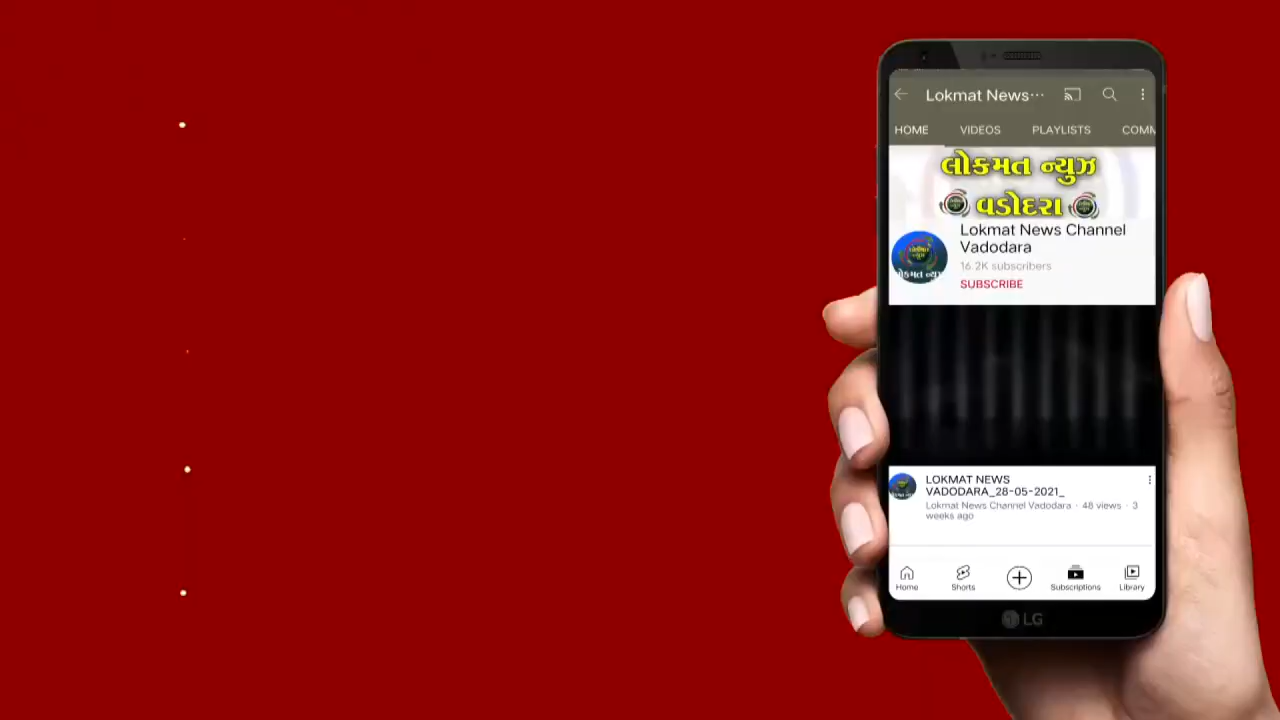 Lokmat News...
HOME VIDEOS PLAYLISTS COMM
લોકમત ન્યુઝ
વડોદરા
Lokmat News Channel
Vadodara
16.2K subscribers
SUBSCRIBE
LOKMAT NEWS
VADODARA_28-05-2021_
Lokmat News Channel Vadodara · 48 views · 3
weeks ago
Home Shorts Subscriptions Library
LG